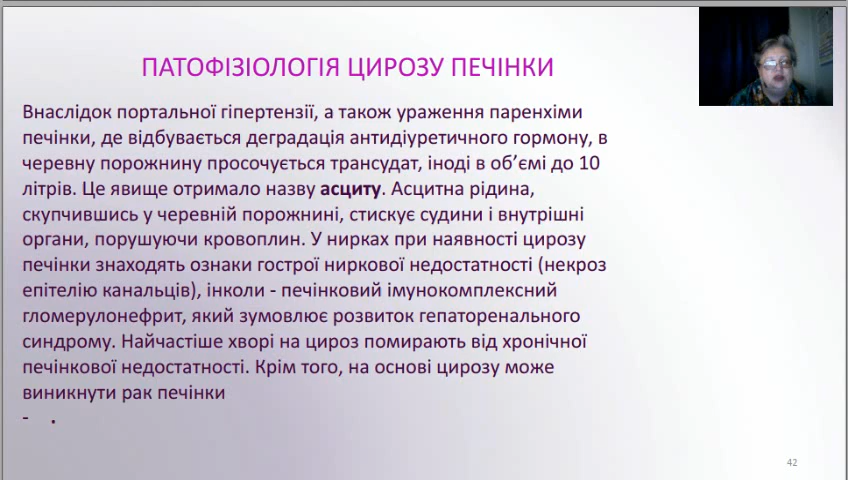 ПАТОФІЗІОЛОГІЯ ЦИРОЗУ ПЕЧІНКИ
Внаслідок портальної гіпертензії, а також ураження паренхіми
печінки, де відбувається деградація антидіуретичного гормону, в
черевну порожнину просочується трансудат, іноді в об’ємі до 10
літрів. Це явище отримало назву асциту. Асцитна рідина,
скупчившись у черевній порожнині, стискує судини і внутрішні
органи, порушуючи кровоплин. У нирках при наявності цирозу
печінки знаходять ознаки гострої ниркової недостатності (некроз
епітелію канальців), інколи - печінковий імунокомплексний
гломерулонефрит, який зумовлює розвиток гепаторенального
синдрому. Найчастіше хворі на цироз помирають від хронічної
печінкової недостатності. Крім того, на основі цирозу може
виникнути рак печінки
- .
42